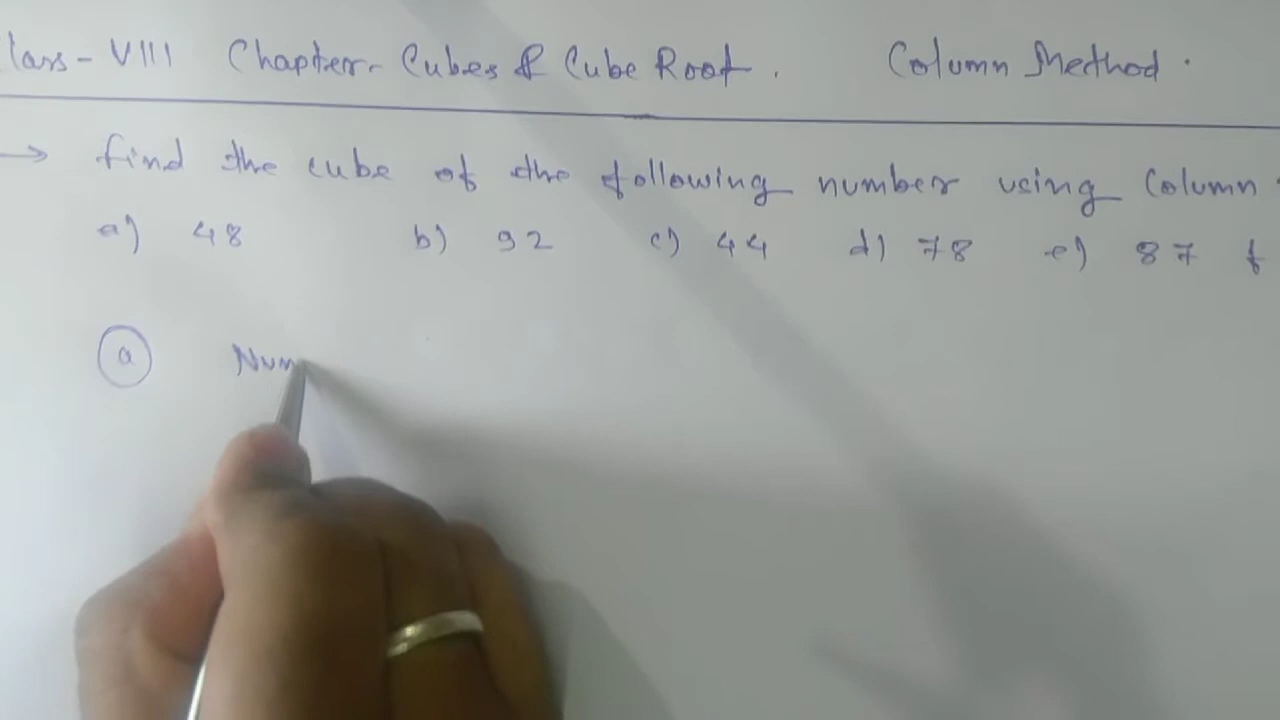 lass - VIII Chapter - Cubes & Cube Root . Column Method .
→ find the cube of the following number using Column
a) 48 b) 92 c) 44 d) 78 e) 87 f
a Num